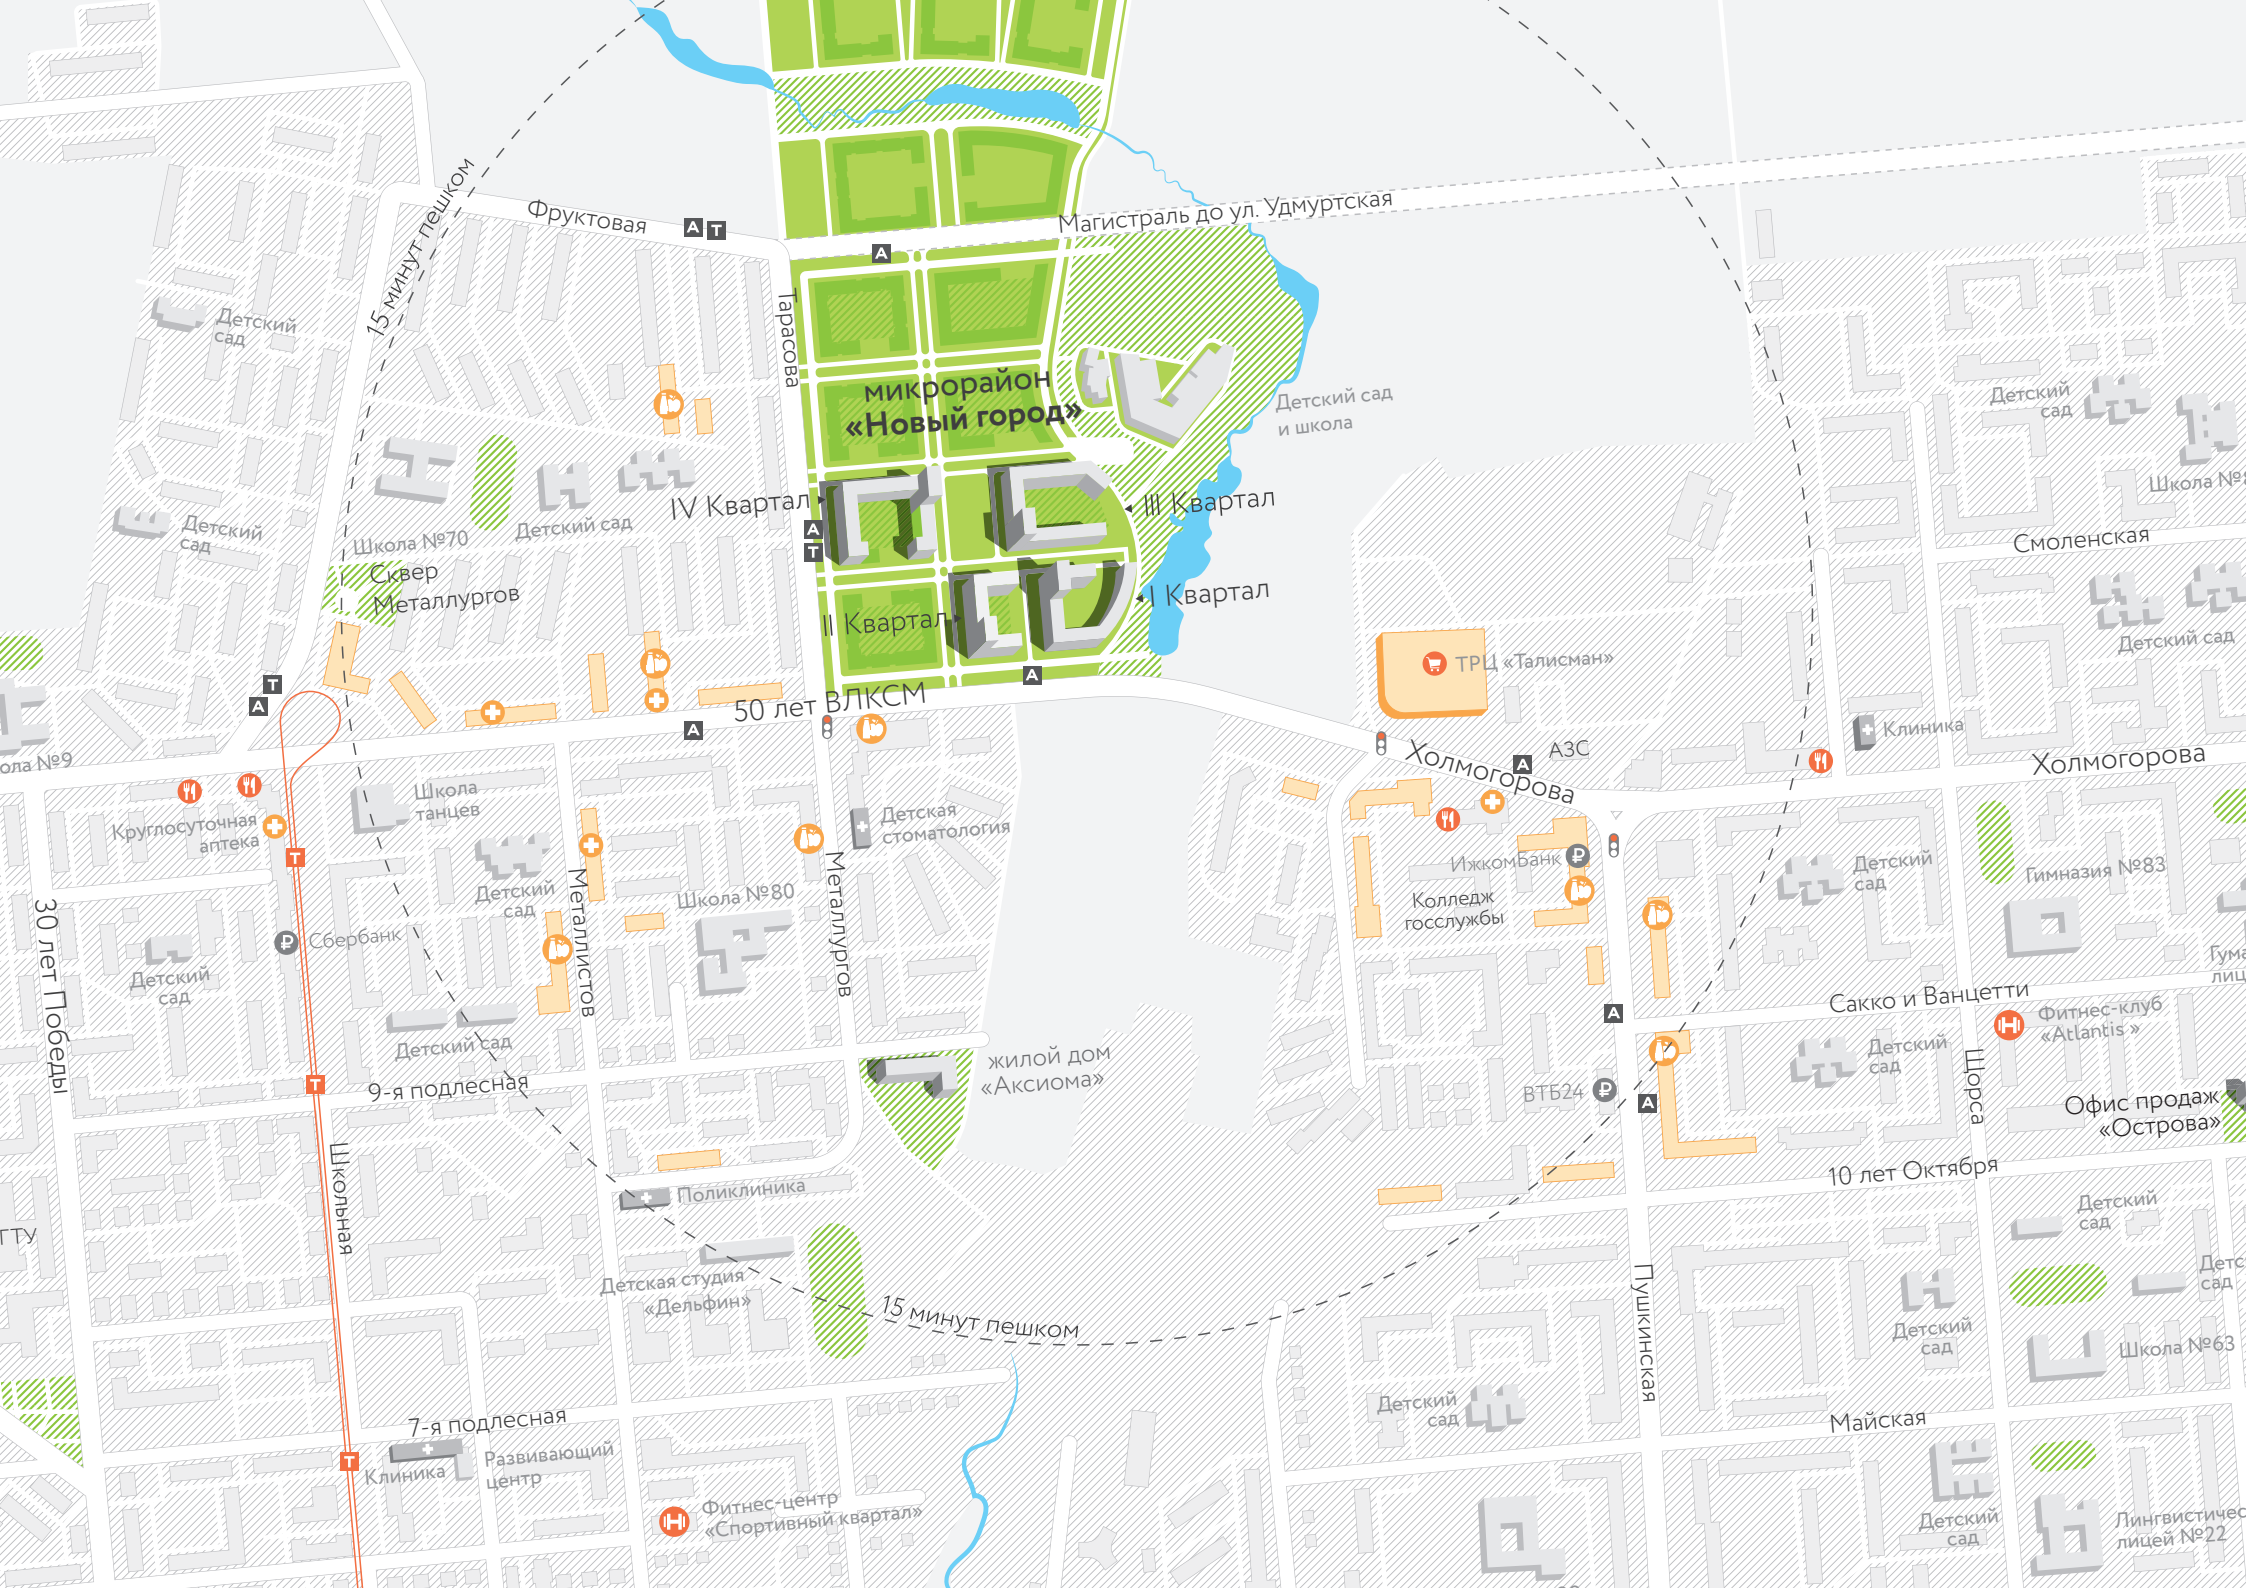 15 минут пешком
Фруктовая
А
Т
Магистраль до ул. Удмуртская
А
Тарасова
Детский
сад
микрорайон
«Новый город»
Детский сад
и школа
Детский
сад
Школа №70
Детский сад
IV Квартал
III Квартал
А
Т
Детский
сад
Школа №
Смоленская
Сквер
Металлургов
II Квартал
I Квартал
Детский сад
Т
А
А
50 лет ВЛКСМ
А
ТРЦ «Талисман»
Клиника
ола №9
Холмогорова
А
АЗС
Холмогорова
Школа
танцев
Круглосуточная
аптека
Т
Детская
стоматология
ИжкомБанк
Колледж
госслужбы
Детский
сад
Гимназия №83
30 лет Победы
Сбербанк
Детский
сад
Металлистов
Школа №80
Металлургов
Детский
сад
Детский сад
Гума
лиц
А
Сакко и Ванцетти
Фитнес-клуб
«Atlantis »
Т
9-я подлесная
жилой дом
«Аксиома»
ВТБ24
А
Детский
сад
Щорса
Офис продаж
«Острова»
Школьная
Поликлиника
10 лет Октября
Детский
сад
ГТУ
Детская студия
«Дельфин»
15 минут пешком
Пушкинская
Детский
сад
Детс
сад
Школа №63
7-я подлесная
Т
Клиника
Развивающий
центр
Детский
сад
Майская
Фитнес-центр
«Спортивный квартал»
Детский
сад
Лингвистичес
лицей №22